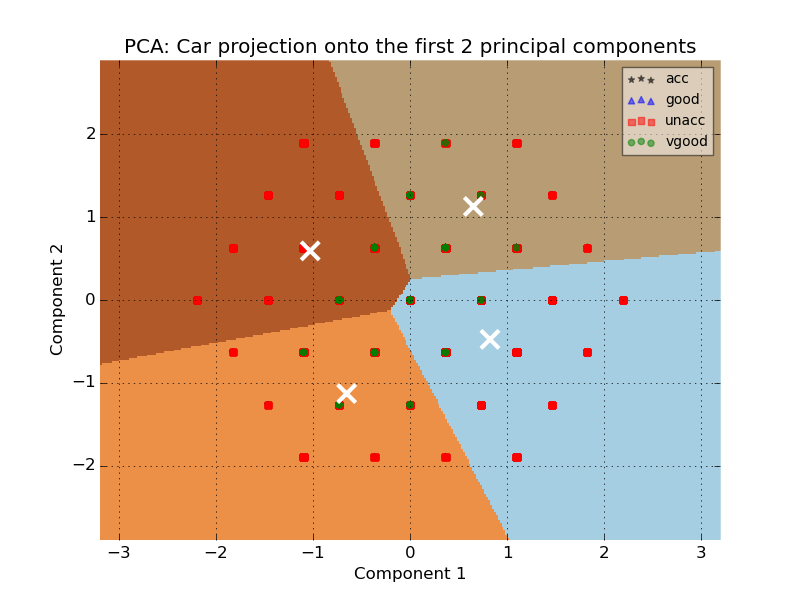 PCA: Car projection onto the first 2 principal components
acc
good
unacc
vgood
2
1
0
−1
−2
Component 2
−3
−2
−1
0
1
2
3
Component 1